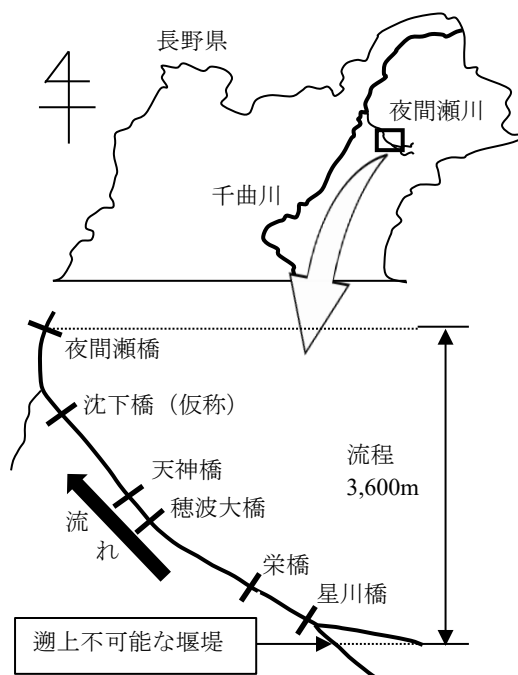 長野県
夜間瀬川
千曲川
夜間瀬橋
沈下橋（仮称）
天神橋
穂波大橋
流れ
栄橋
星川橋
流程
3,600m
遡上不可能な堰堤